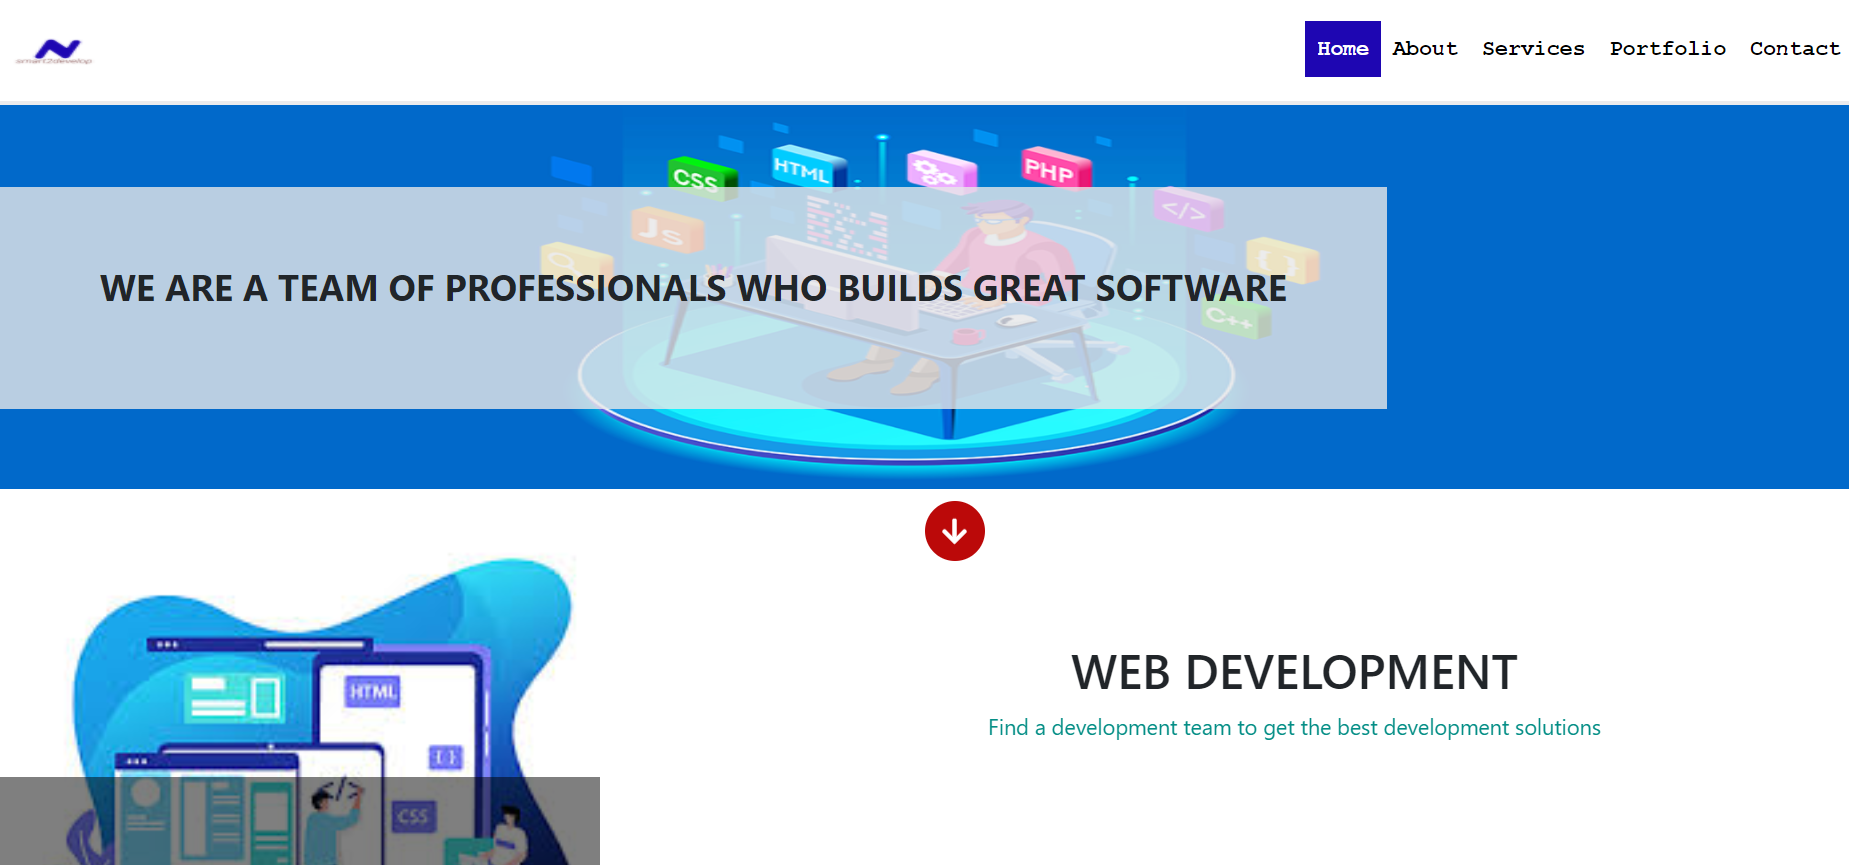 smart2develop
Home About Services Portfolio Contact
CSS
HTML
PHP
</>
JS
{ }
C++
WE ARE A TEAM OF PROFESSIONALS WHO BUILDS GREAT SOFTWARE
WEB DEVELOPMENT
Find a development team to get the best development solutions
HTML
{ }
</>
CSS